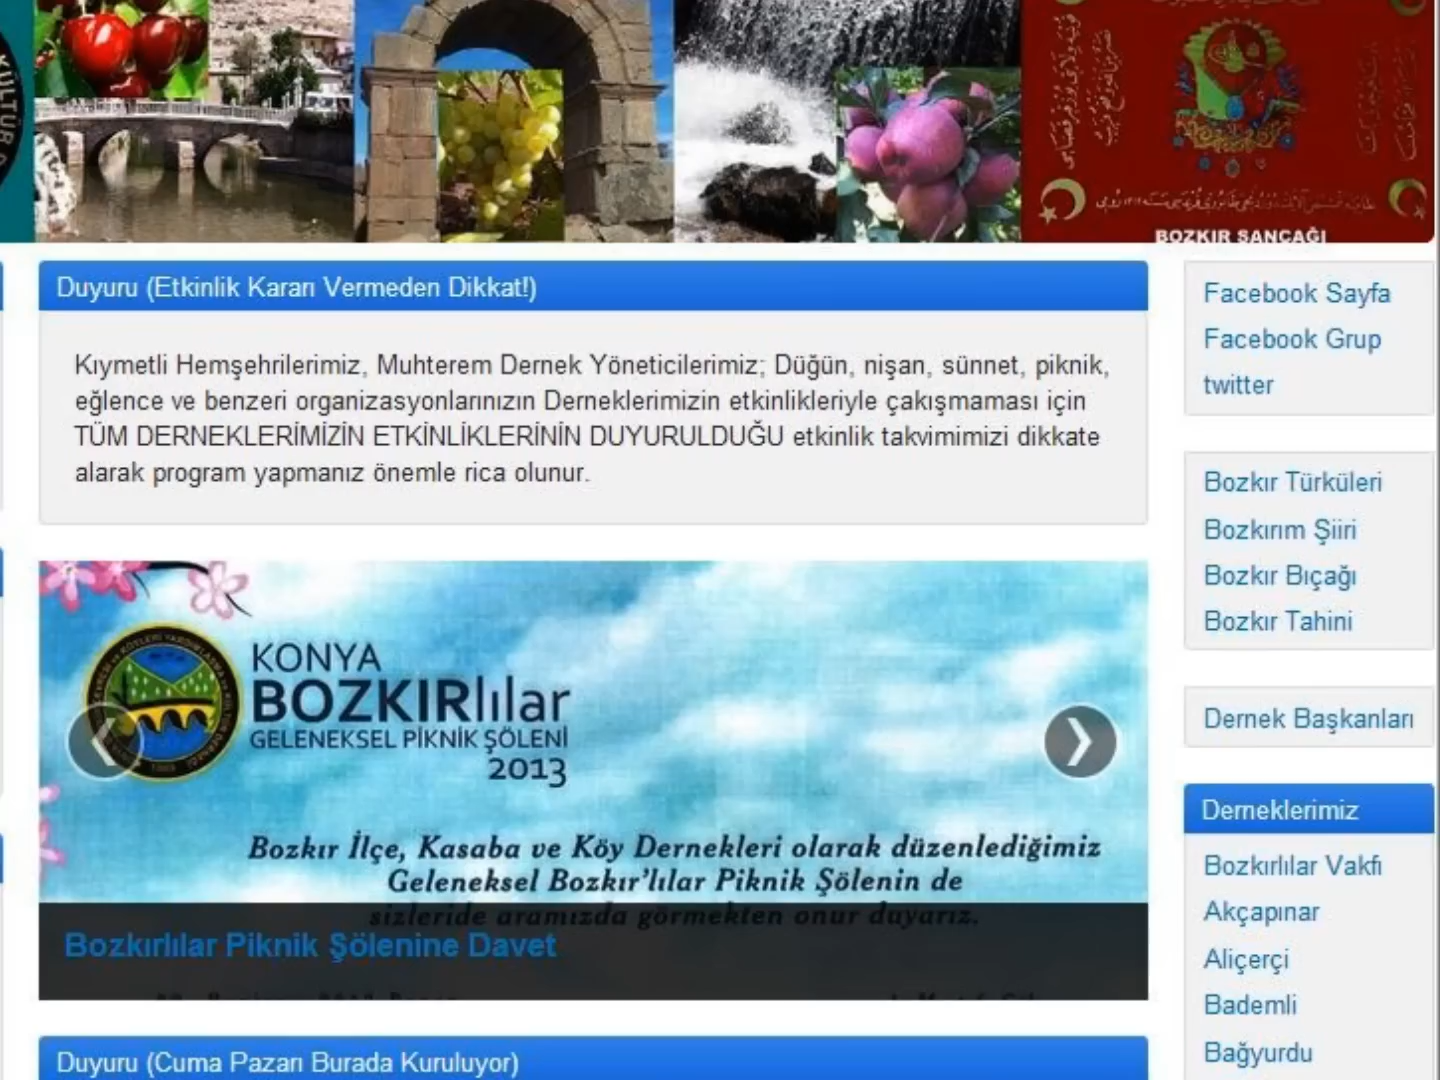 BOZKIR SANCAĞI
Duyuru (Etkinlik Kararı Vermeden Dikkat!)
Kıymetli Hemşehrilerimiz, Muhterem Dernek Yöneticilerimiz; Düğün, nişan, sünnet, piknik,
eğlence ve benzeri organizasyonlarınızın Derneklerimizin etkinlikleriyle çakışmaması için
TÜM DERNEKLERİMİZİN ETKİNLİKLERİNİN DUYURULDUĞU etkinlik takvimimizi dikkate
alarak program yapmanız önemle rica olunur.
KONYA
BOZKIRlılar
GELENEKSEL PİKNİK ŞÖLENİ
2013
Bozkır İlçe, Kasaba ve Köy Dernekleri olarak düzenlediğimiz
Geleneksel Bozkır'lılar Piknik Şölenin de
sizleride aramızda görmekten onur duyarız.
Bozkırlılar Piknik Şölenine Davet
Duyuru (Cuma Pazarı Burada Kuruluyor)
Facebook Sayfa
Facebook Grup
twitter
Bozkır Türküleri
Bozkırım Şiiri
Bozkır Bıçağı
Bozkır Tahini
Dernek Başkanları
Derneklerimiz
Bozkırlılar Vakfı
Akçapınar
Aliçerçi
Bademli
Bağyurdu